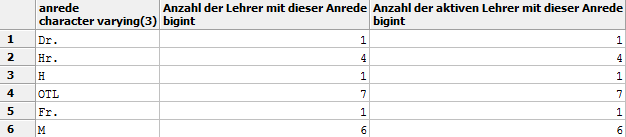 anrede Anzahl der Lehrer mit dieser Anrede Anzahl der aktiven Lehrer mit dieser Anrede
character varying(3) bigint bigint
1 Dr. 1 1
2 Hr. 4 4
3 H 1 1
4 OTL 7 7
5 Fr. 1 1
6 M 6 6